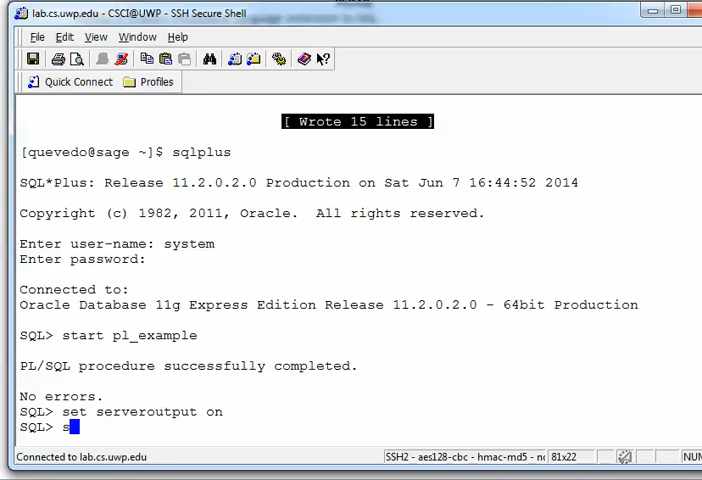 lab.cs.uwp.edu - CSCI@UWP - SSH Secure Shell
File Edit View Window Help
Quick Connect Profiles
[ Wrote 15 lines ]
[quevedo@sage ~]$ sqlplus
SQL*Plus: Release 11.2.0.2.0 Production on Sat Jun 7 16:44:52 2014
Copyright (c) 1982, 2011, Oracle.  All rights reserved.
Enter user-name: system
Enter password:
Connected to:
Oracle Database 11g Express Edition Release 11.2.0.2.0 - 64bit Production
SQL> start pl_example
PL/SQL procedure successfully completed.
No errors.
SQL> set serveroutput on
SQL> s
Connected to lab.cs.uwp.edu SSH2 - aes128-cbc - hmac-md5 - nc 81x22 NUM